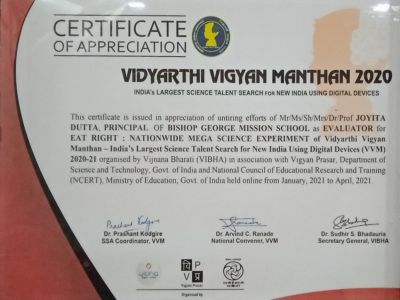 CERTIFICATE
OF APPRECIATION
VIDYARTHI VIGYAN MANTHAN 2020
INDIA'S LARGEST SCIENCE TALENT SEARCH for NEW INDIA USING DIGITAL DEVICES
This certificate is issued in appreciation of untiring efforts of Mr/Ms/Sh/Mrs/Dr/Prof JOYITA
DUTTA, PRINCIPAL OF BISHOP GEORGE MISSION SCHOOL as EVALUATOR for
EAT RIGHT : NATIONWIDE MEGA SCIENCE EXPERIMENT of Vidyarthi Vigyan
Manthan – India's Largest Science Talent Search for New India Using Digital Devices (VVM)
2020-21 organised by Vijnana Bharati (VIBHA) in association with Vigyan Prasar, Department of
Science and Technology, Govt. of India and National Council of Educational Research and Training
(NCERT), Ministry of Education, Govt. of India held online from January, 2021 to April, 2021.
Prashant Kodgire
Dr. Prashant Kodgire Dr. Arvind C. Ranade Dr. Sudhir S. Bhadauria
SSA Coordinator, VVM National Convener, VVM Secretary General, VIBHA
वि प्र
V P
Vigyan Prasar
Organised by